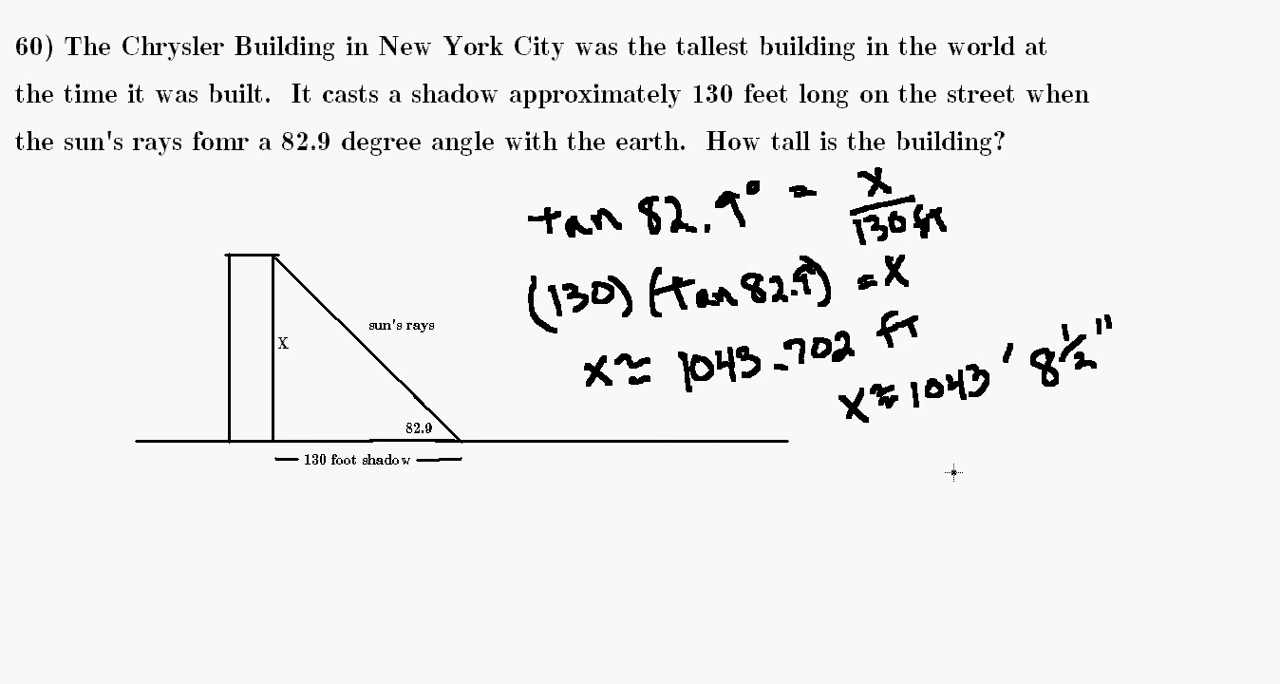 60) The Chrysler Building in New York City was the tallest building in the world at
the time it was built. It casts a shadow approximately 130 feet long on the street when
the sun's rays fomr a 82.9 degree angle with the earth. How tall is the building?
tan 82.9° = x/130 ft
(130)(tan 82.9°) = x
x ≈ 1043.702 ft
x ≈ 1043' 8 1/2"
sun's rays
X
82.9
130 foot shadow